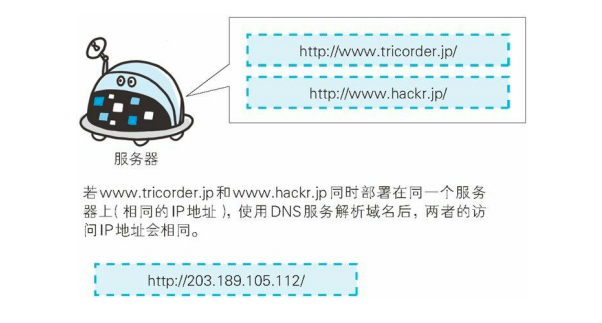 http://www.tricorder.jp/
http://www.hackr.jp/
服务器
若www.tricorder.jp和www.hackr.jp同时部署在同一个服务
器上（相同的IP地址），使用DNS服务解析域名后，两者的访
问IP地址会相同。
http://203.189.105.112/